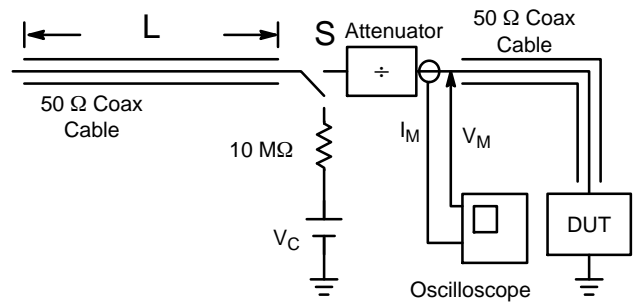 L
S
Attenuator
÷
50 Ω Coax
Cable
50 Ω Coax
Cable
10 MΩ
I_M
V_M
V_C
DUT
Oscilloscope